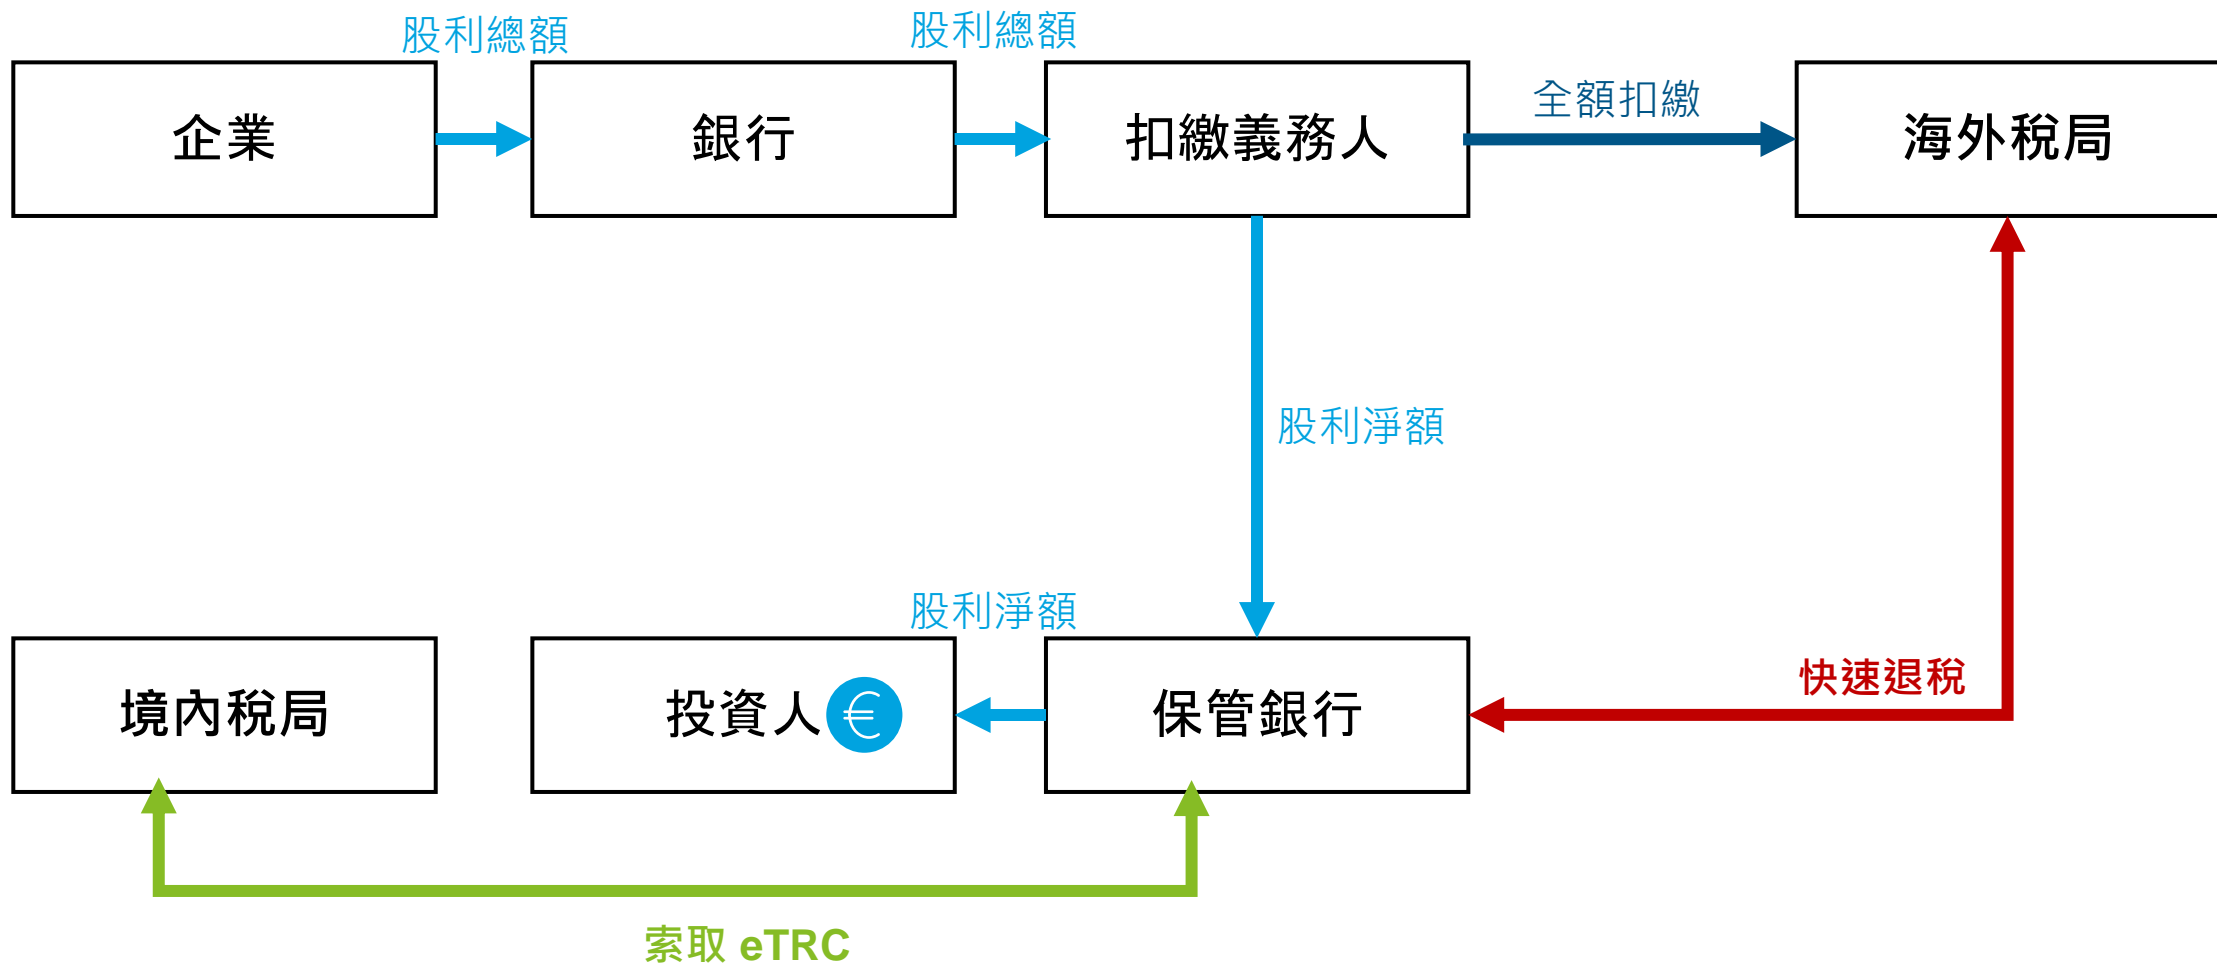 股利總額
股利總額
企業
銀行
扣繳義務人
全額扣繳
海外稅局
股利淨額
股利淨額
快速退稅
境內稅局
投資人 €
保管銀行
索取 eTRC